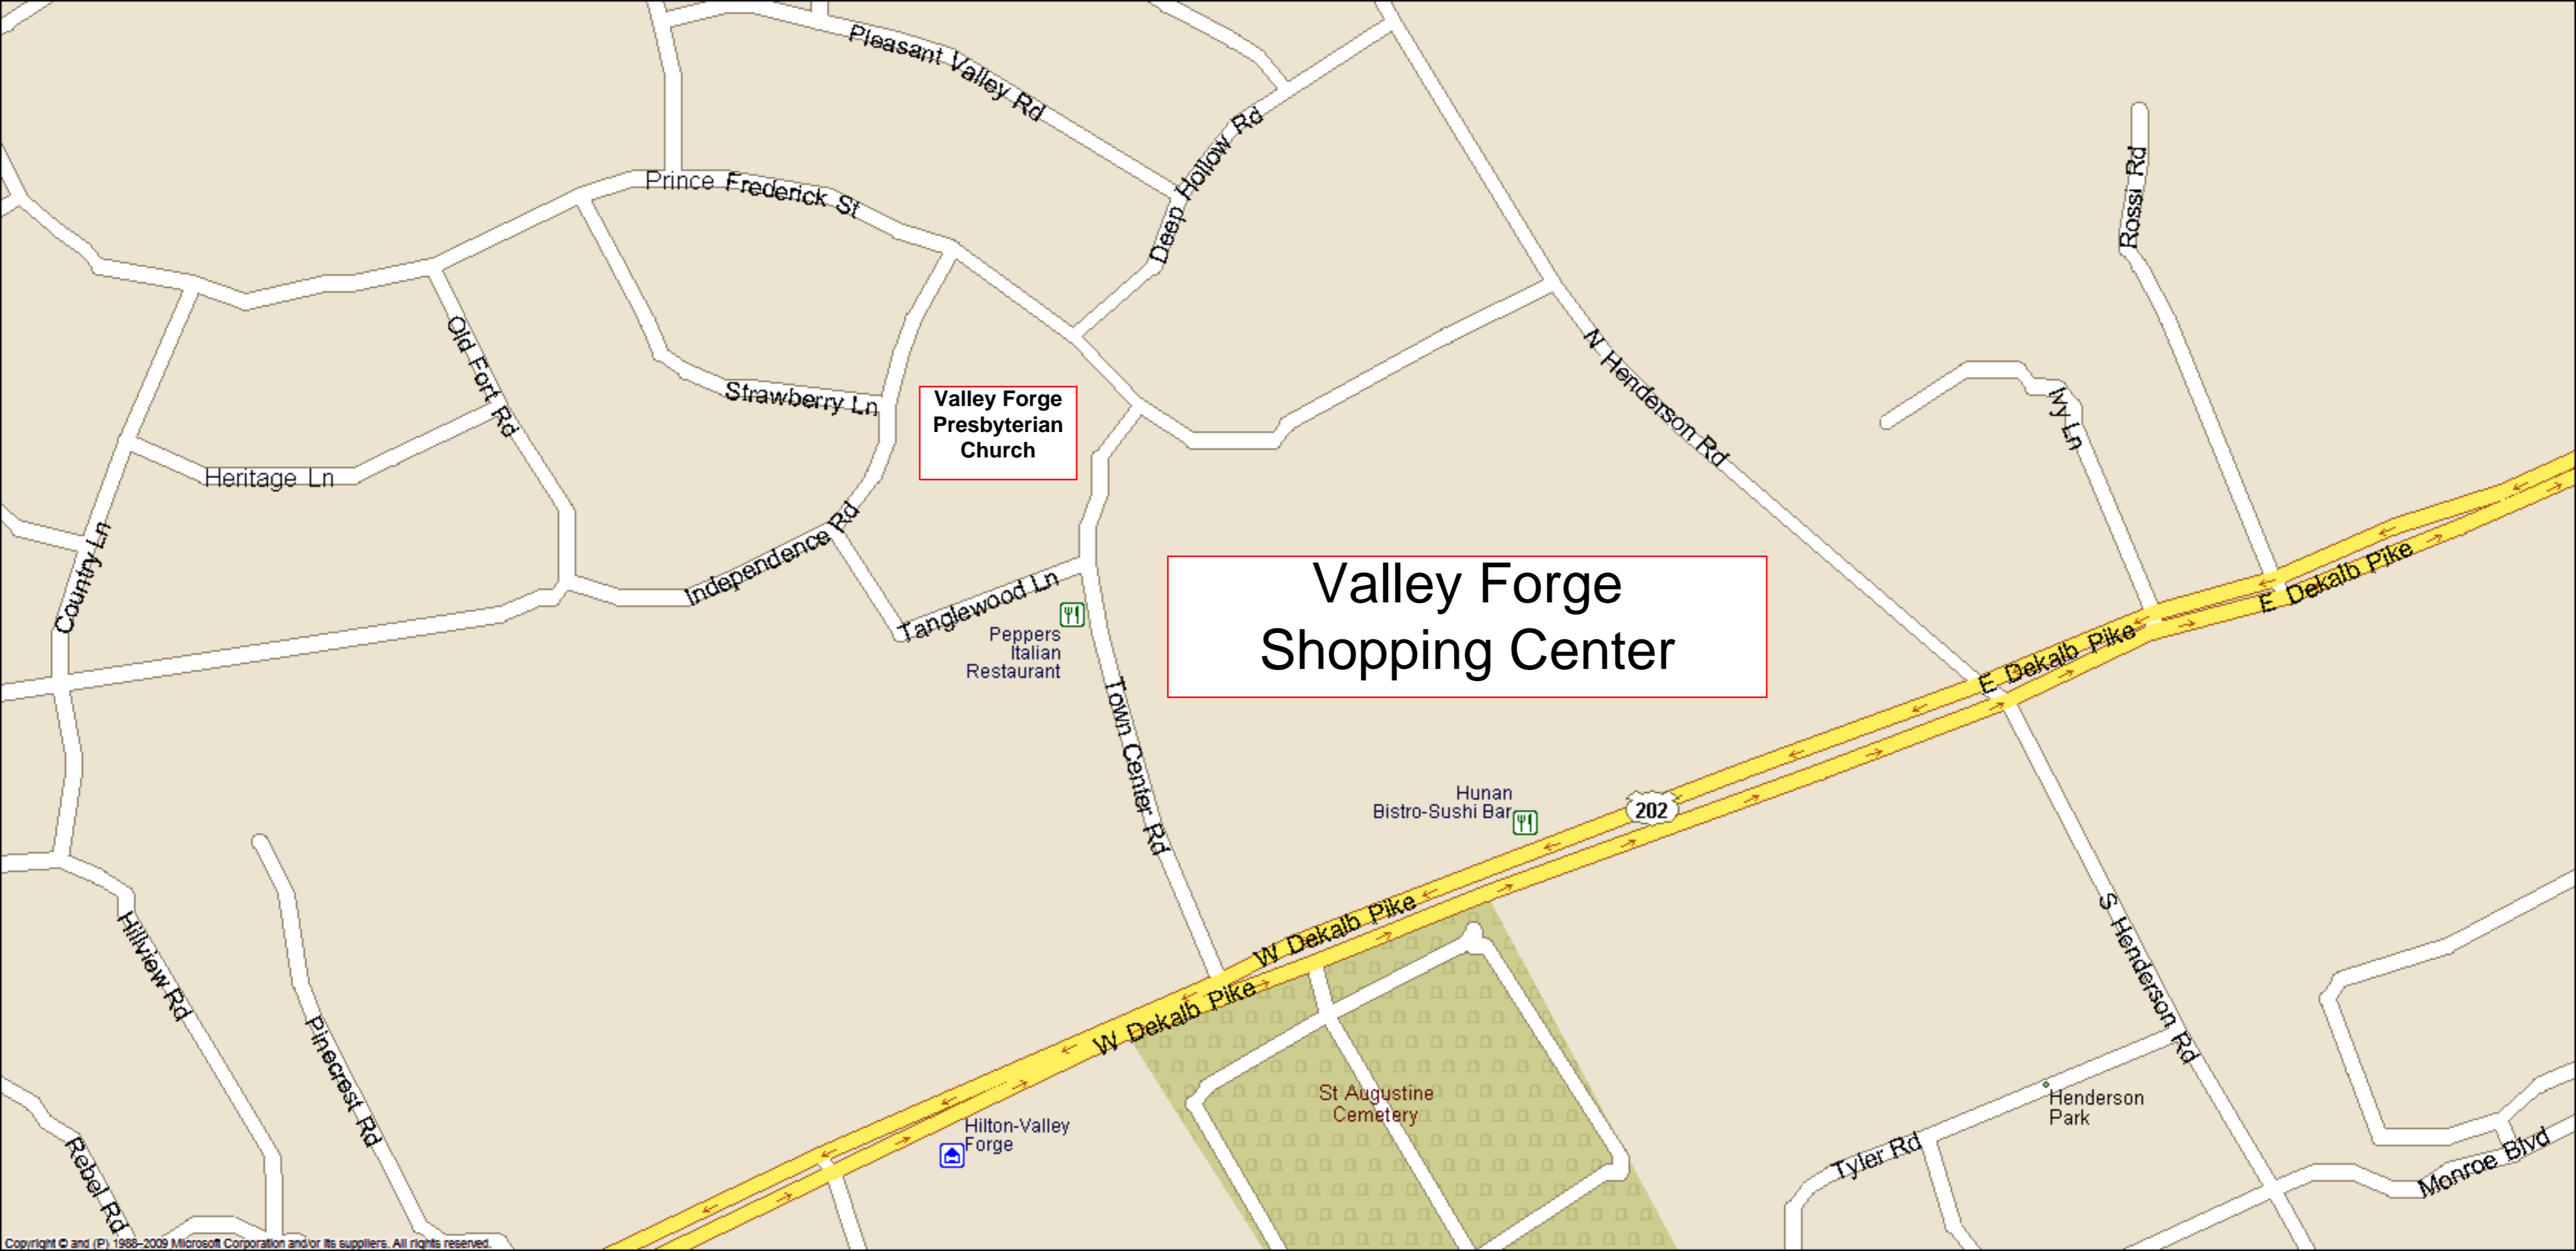 Pleasant Valley Rd
Deep Hollow Rd
Prince Frederick St
Rossi Rd
Old Fort Rd
Strawberry Ln
Valley Forge
Presbyterian
Church
N Henderson Rd
Ivy Ln
Heritage Ln
Country Ln
Independence Rd
Tanglewood Ln
Peppers
Italian
Restaurant
Valley Forge
Shopping Center
E Dekalb Pike
E Dekalb Pike
Town Center Rd
Hunan
Bistro-Sushi Bar
202
W Dekalb Pike
W Dekalb Pike
S Henderson Rd
Hillview Rd
Pinecrest Rd
Rebel Rd
Hilton-Valley
Forge
St Augustine
Cemetery
Henderson
Park
Tyler Rd
Monroe Blvd
Copyright © and (P) 1988–2009 Microsoft Corporation and/or its suppliers. All rights reserved.